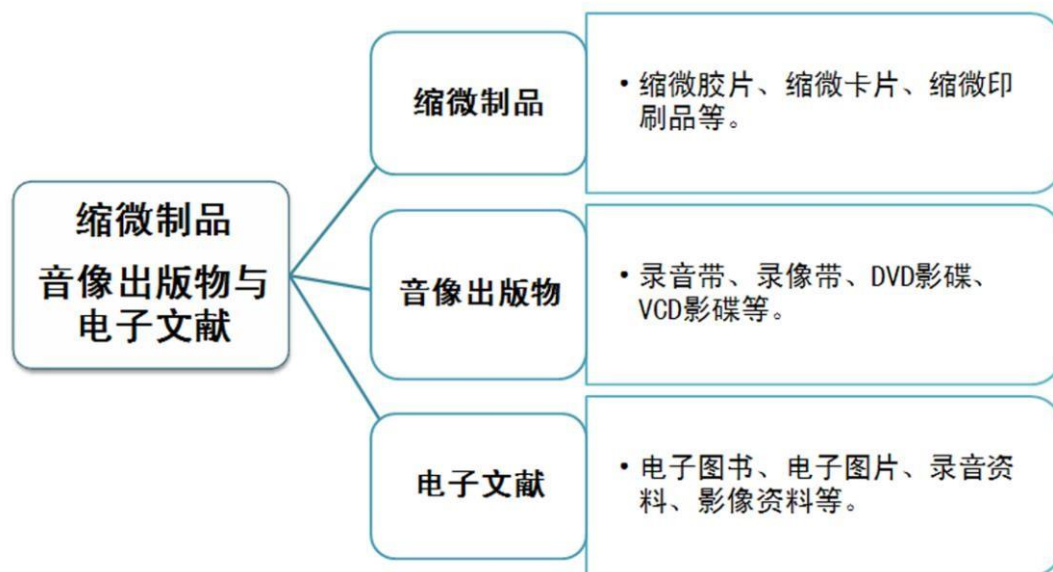 缩微制品
音像出版物与
电子文献
缩微制品
• 缩微胶片、缩微卡片、缩微印
刷品等。
音像出版物
• 录音带、录像带、DVD影碟、
VCD影碟等。
电子文献
• 电子图书、电子图片、录音资
料、影像资料等。